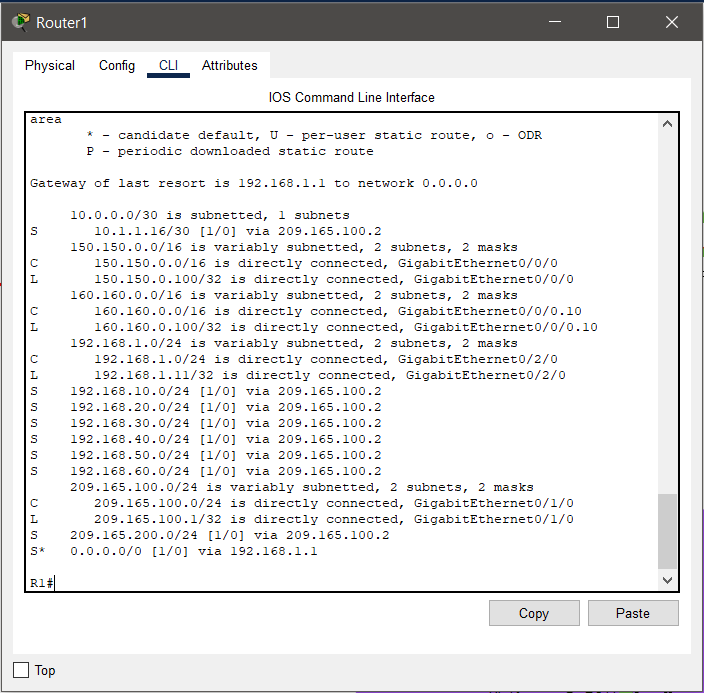 Router1
Physical Config CLI Attributes
IOS Command Line Interface
area
* - candidate default, U - per-user static route, o - ODR
P - periodic downloaded static route
Gateway of last resort is 192.168.1.1 to network 0.0.0.0
10.0.0.0/30 is subnetted, 1 subnets
S 10.1.1.16/30 [1/0] via 209.165.100.2
150.150.0.0/16 is variably subnetted, 2 subnets, 2 masks
C 150.150.0.0/16 is directly connected, GigabitEthernet0/0/0
L 150.150.0.100/32 is directly connected, GigabitEthernet0/0/0
160.160.0.0/16 is variably subnetted, 2 subnets, 2 masks
C 160.160.0.0/16 is directly connected, GigabitEthernet0/0/0.10
L 160.160.0.100/32 is directly connected, GigabitEthernet0/0/0.10
192.168.1.0/24 is variably subnetted, 2 subnets, 2 masks
C 192.168.1.0/24 is directly connected, GigabitEthernet0/2/0
L 192.168.1.11/32 is directly connected, GigabitEthernet0/2/0
S 192.168.10.0/24 [1/0] via 209.165.100.2
S 192.168.20.0/24 [1/0] via 209.165.100.2
S 192.168.30.0/24 [1/0] via 209.165.100.2
S 192.168.40.0/24 [1/0] via 209.165.100.2
S 192.168.50.0/24 [1/0] via 209.165.100.2
S 192.168.60.0/24 [1/0] via 209.165.100.2
209.165.100.0/24 is variably subnetted, 2 subnets, 2 masks
C 209.165.100.0/24 is directly connected, GigabitEthernet0/1/0
L 209.165.100.1/32 is directly connected, GigabitEthernet0/1/0
S 209.165.200.0/24 [1/0] via 209.165.100.2
S* 0.0.0.0/0 [1/0] via 192.168.1.1
R1#
Copy Paste
Top